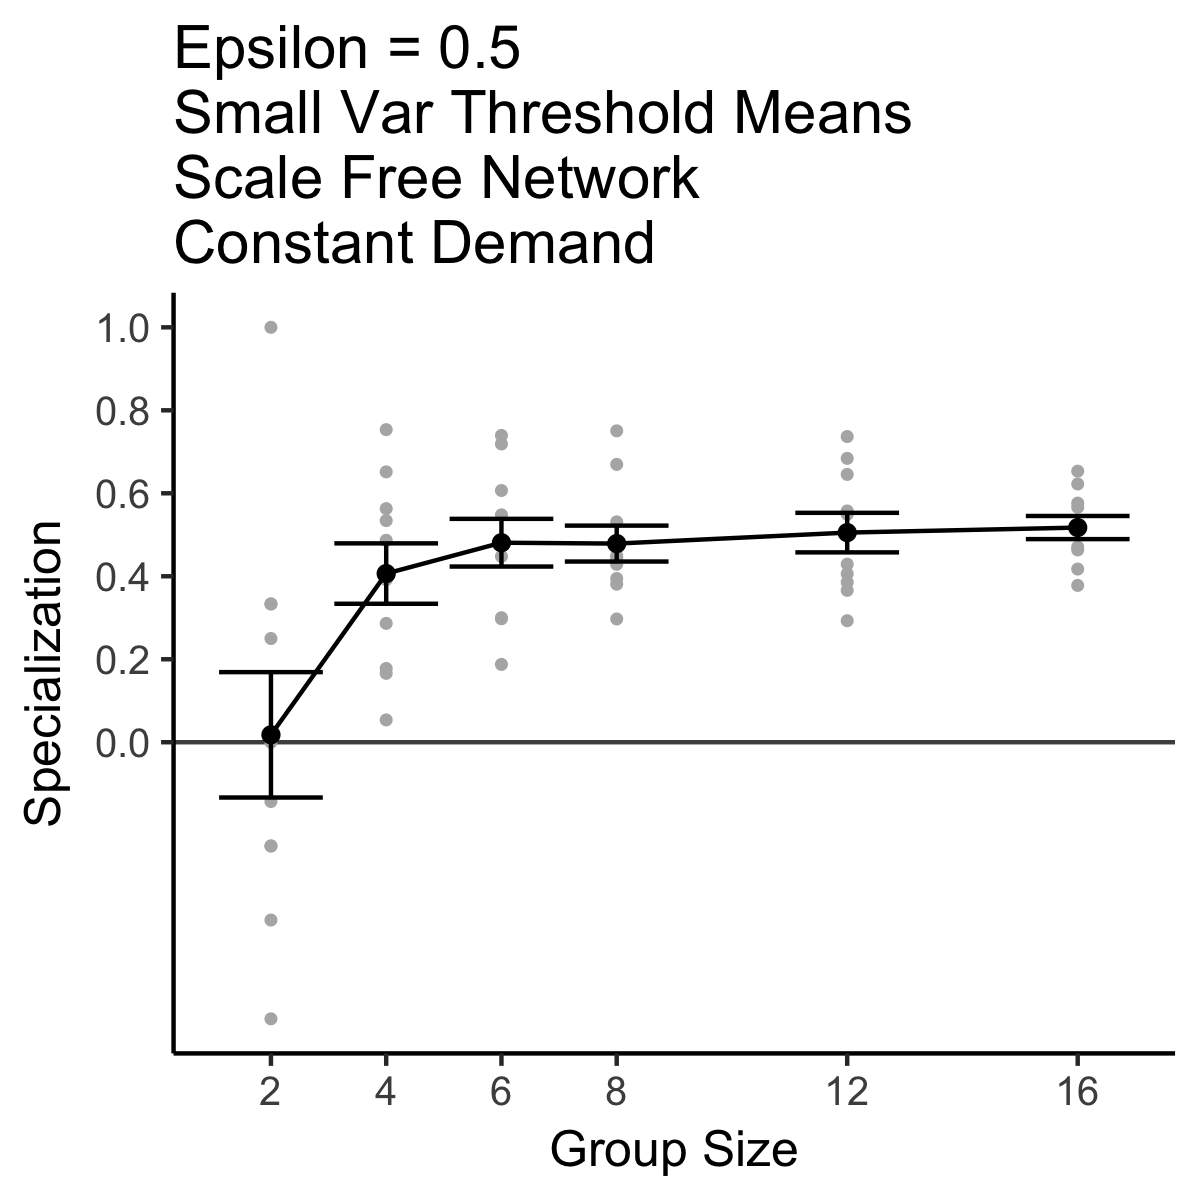 Epsilon = 0.5
Small Var Threshold Means
Scale Free Network
Constant Demand
1.0
0.8
0.6
0.4
0.2
0.0
Specialization
2 4 6 8 12 16
Group Size